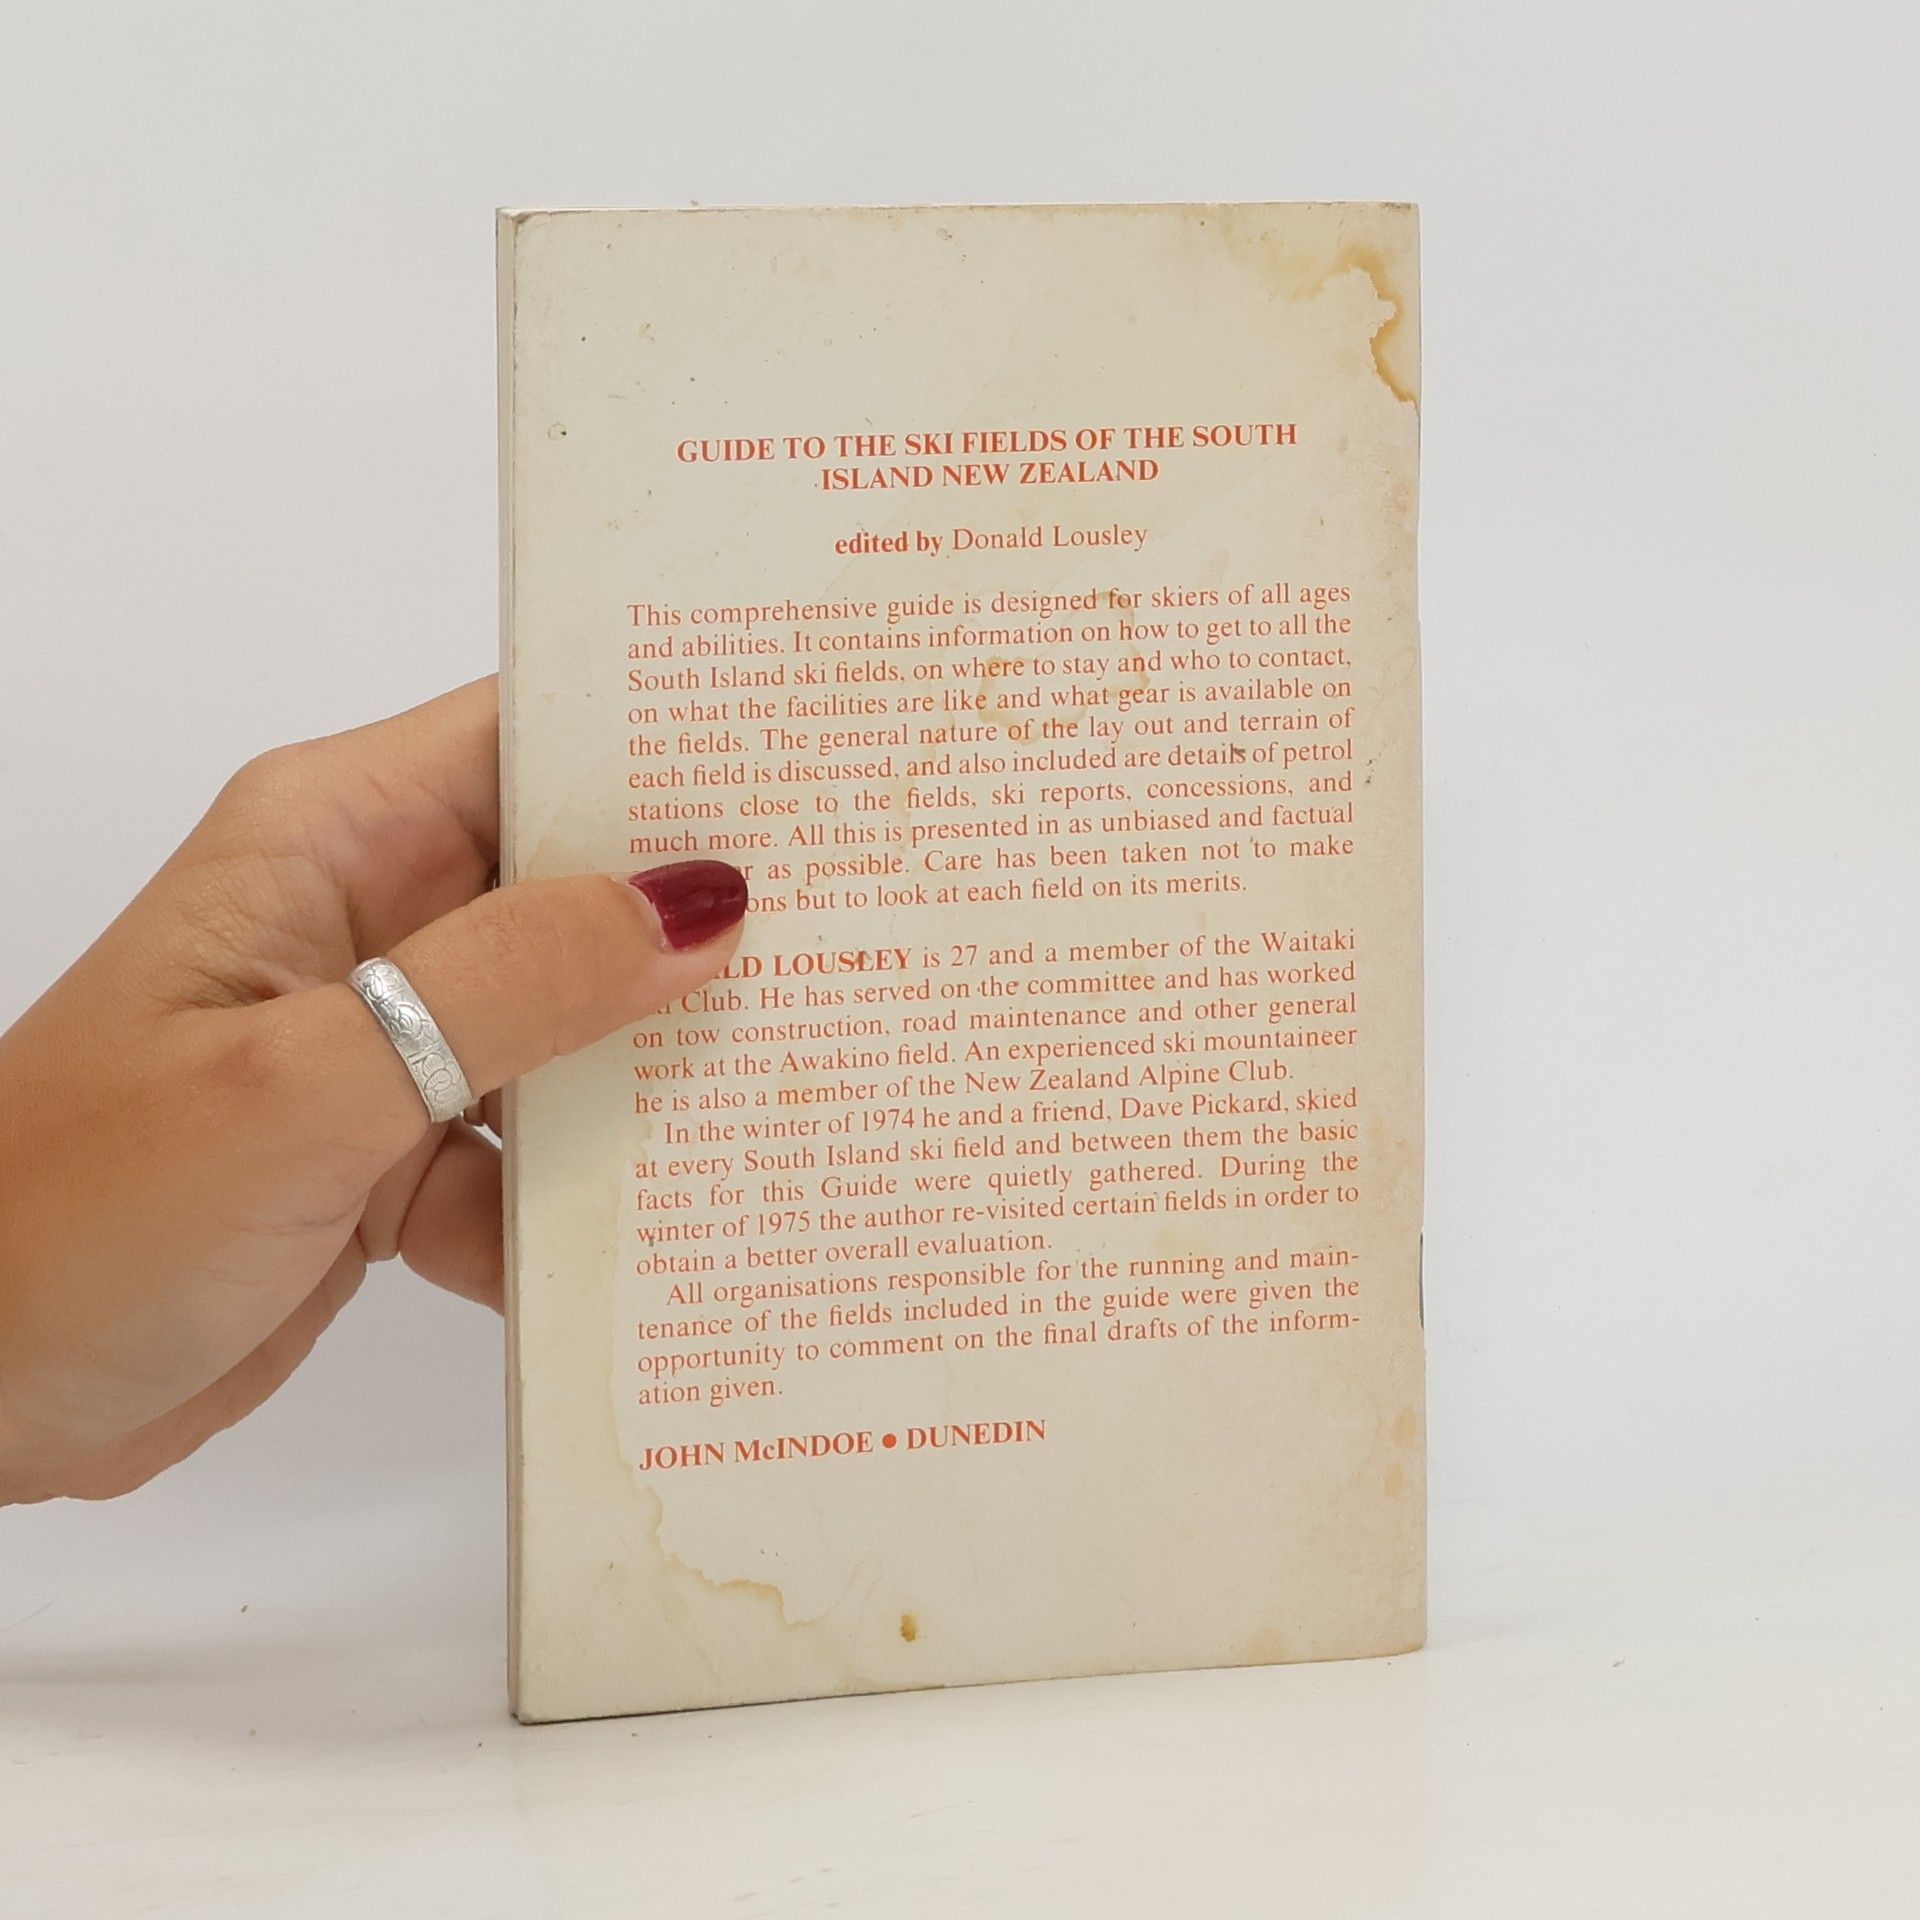 GUIDE TO THE SKI FIELDS OF THE SOUTH
ISLAND NEW ZEALAND
edited by Donald Lousley
This comprehensive guide is designed for skiers of all ages
and abilities. It contains information on how to get to all the
South Island ski fields, on where to stay and who to contact,
on what the facilities are like and what gear is available on
the fields. The general nature of the lay out and terrain of
each field is discussed, and also included are details of petrol
stations close to the fields, ski reports, concessions, and
much more. All this is presented in as unbiased and factual
as possible. Care has been taken not to make
but to look at each field on its merits.
LOUSLEY is 27 and a member of the Waitaki
Club. He has served on the committee and has worked
on tow construction, road maintenance and other general
work at the Awakino field. An experienced ski mountaineer
he is also a member of the New Zealand Alpine Club.
In the winter of 1974 he and a friend, Dave Pickard, skied
at every South Island ski field and between them the basic
facts for this Guide were quietly gathered. During the
winter of 1975 the author re-visited certain fields in order to
obtain a better overall evaluation.
All organisations responsible for the running and main-
tenance of the fields included in the guide were given the
opportunity to comment on the final drafts of the inform-
ation given.
JOHN McINDOE ● DUNEDIN